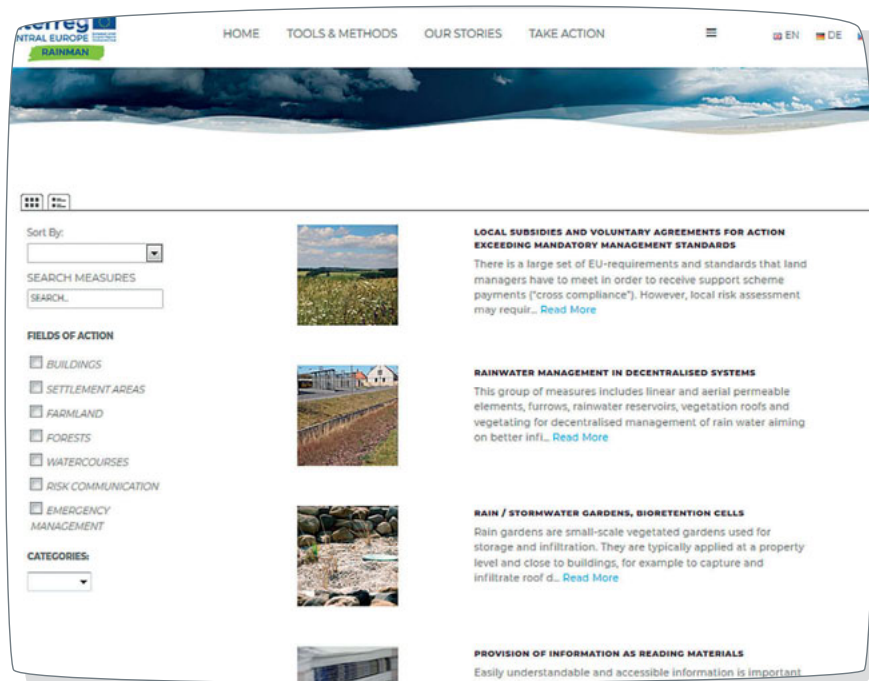 CENTRAL EUROPE
RAINMAN
HOME TOOLS & METHODS OUR STORIES TAKE ACTION EN DE
Sort By:
SEARCH MEASURES
SEARCH...
FIELDS OF ACTION
BUILDINGS
SETTLEMENT AREAS
FARMLAND
FORESTS
WATERCOURSES
RISK COMMUNICATION
EMERGENCY
MANAGEMENT
CATEGORIES:
LOCAL SUBSIDIES AND VOLUNTARY AGREEMENTS FOR ACTION
EXCEEDING MANDATORY MANAGEMENT STANDARDS
There is a large set of EU-requirements and standards that land
managers have to meet in order to receive support scheme
payments ("cross compliance"). However, local risk assessment
may requir... Read More
RAINWATER MANAGEMENT IN DECENTRALISED SYSTEMS
This group of measures includes linear and aerial permeable
elements, furrows, rainwater reservoirs, vegetation roofs and
vegetating for decentralised management of rain water aiming
on better infi... Read More
RAIN / STORMWATER GARDENS, BIORETENTION CELLS
Rain gardens are small-scale vegetated gardens used for
storage and infiltration. They are typically applied at a property
level and close to buildings, for example to capture and
infiltrate roof d... Read More
PROVISION OF INFORMATION AS READING MATERIALS
Easily understandable and accessible information is important